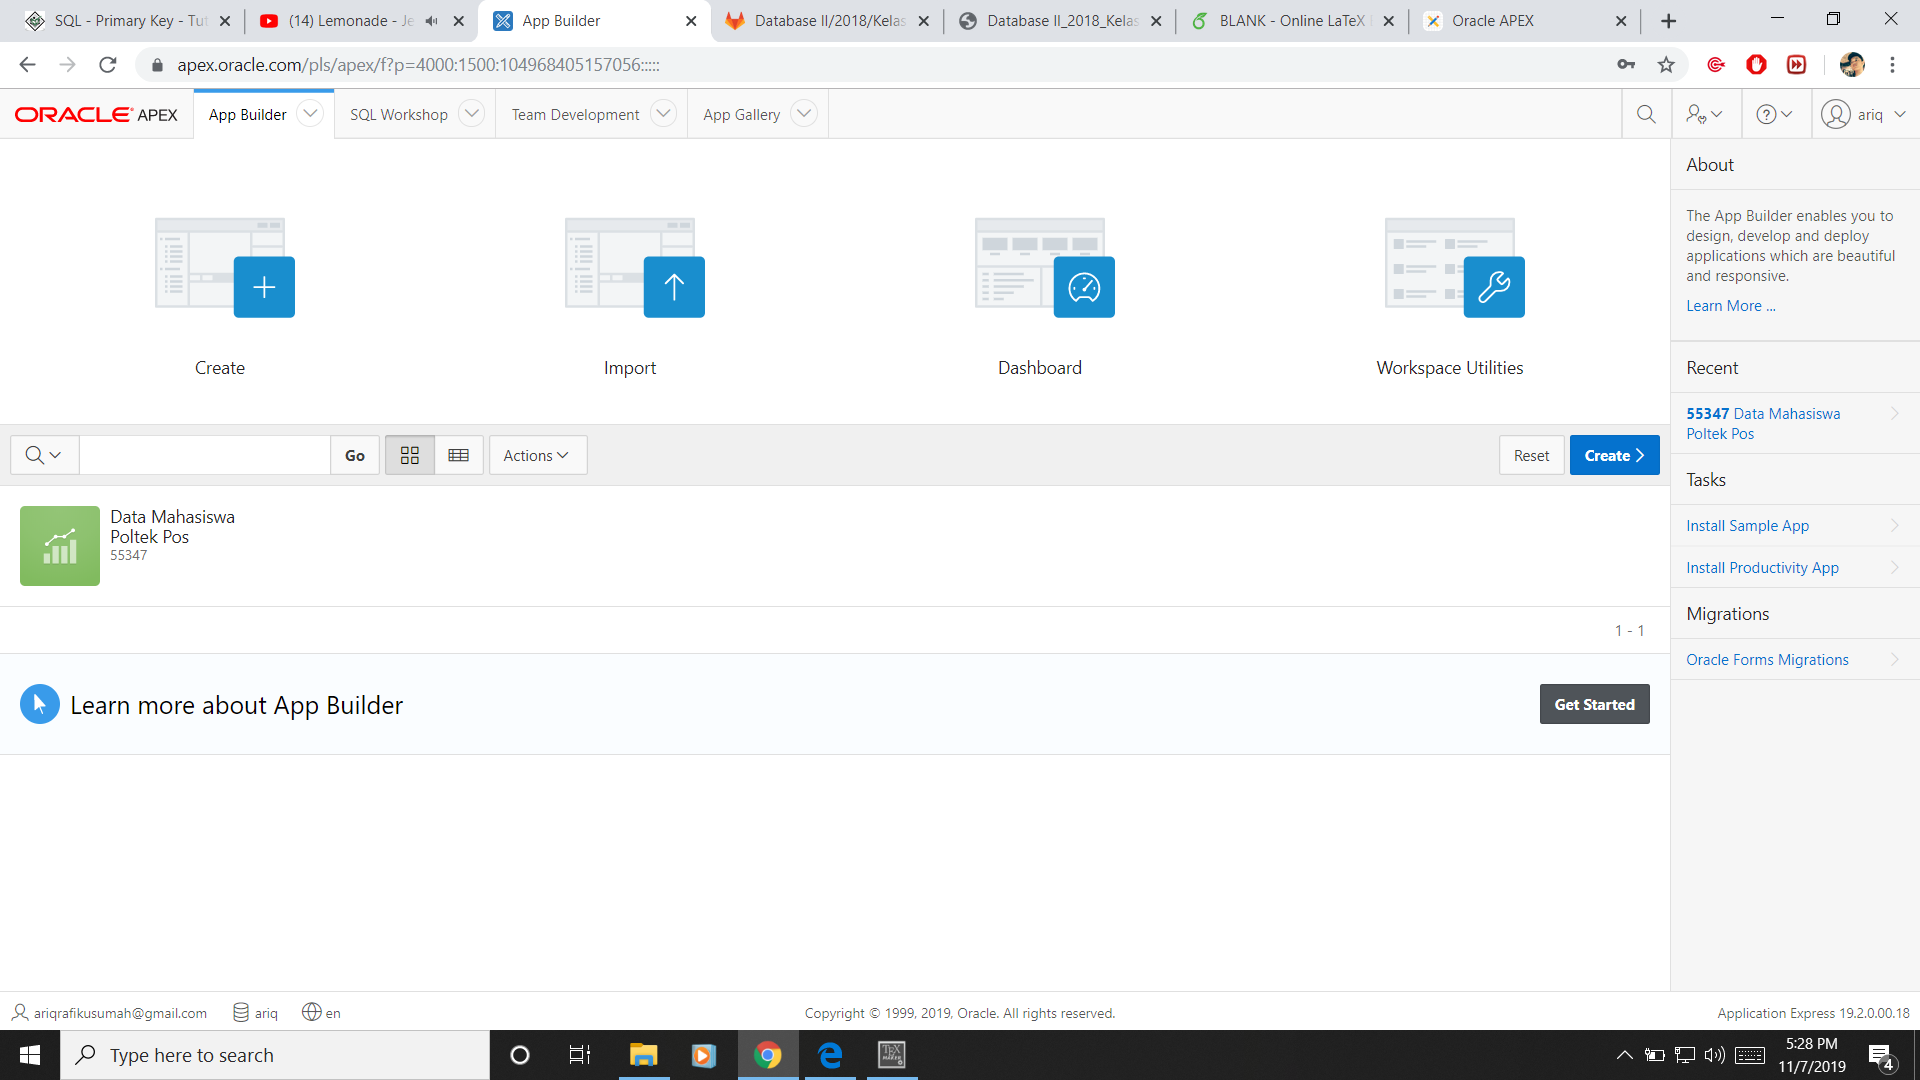 SQL - Primary Key - Tut
(14) Lemonade - Je
App Builder
Database II/2018/Kelas
Database II_2018_Kelas
BLANK - Online LaTeX
Oracle APEX
apex.oracle.com/pls/apex/f?p=4000:1500:104968405157056:::::
ORACLE APEX
App Builder
SQL Workshop
Team Development
App Gallery
ariq
Create
Import
Dashboard
Workspace Utilities
Go
Actions
Reset
Create
Data Mahasiswa
Poltek Pos
55347
1 - 1
Learn more about App Builder
Get Started
About
The App Builder enables you to
design, develop and deploy
applications which are beautiful
and responsive.
Learn More ...
Recent
55347 Data Mahasiswa
Poltek Pos
Tasks
Install Sample App
Install Productivity App
Migrations
Oracle Forms Migrations
ariqrafikusumah@gmail.com
ariq
en
Copyright © 1999, 2019, Oracle. All rights reserved.
Application Express 19.2.0.00.18
Type here to search
TEX
MAKER
5:28 PM
11/7/2019
4